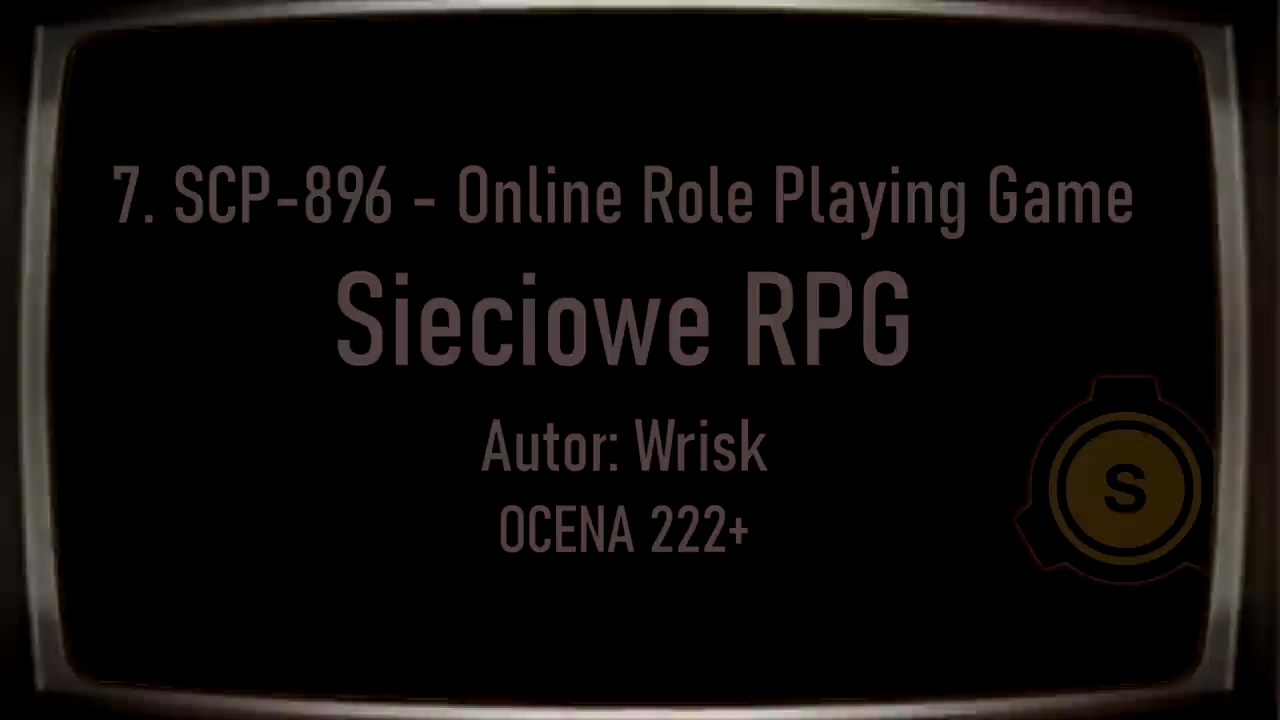 7. SCP-896 - Online Role Playing Game
Sieciowe RPG
Autor: Wrisk
OCENA 222+
S